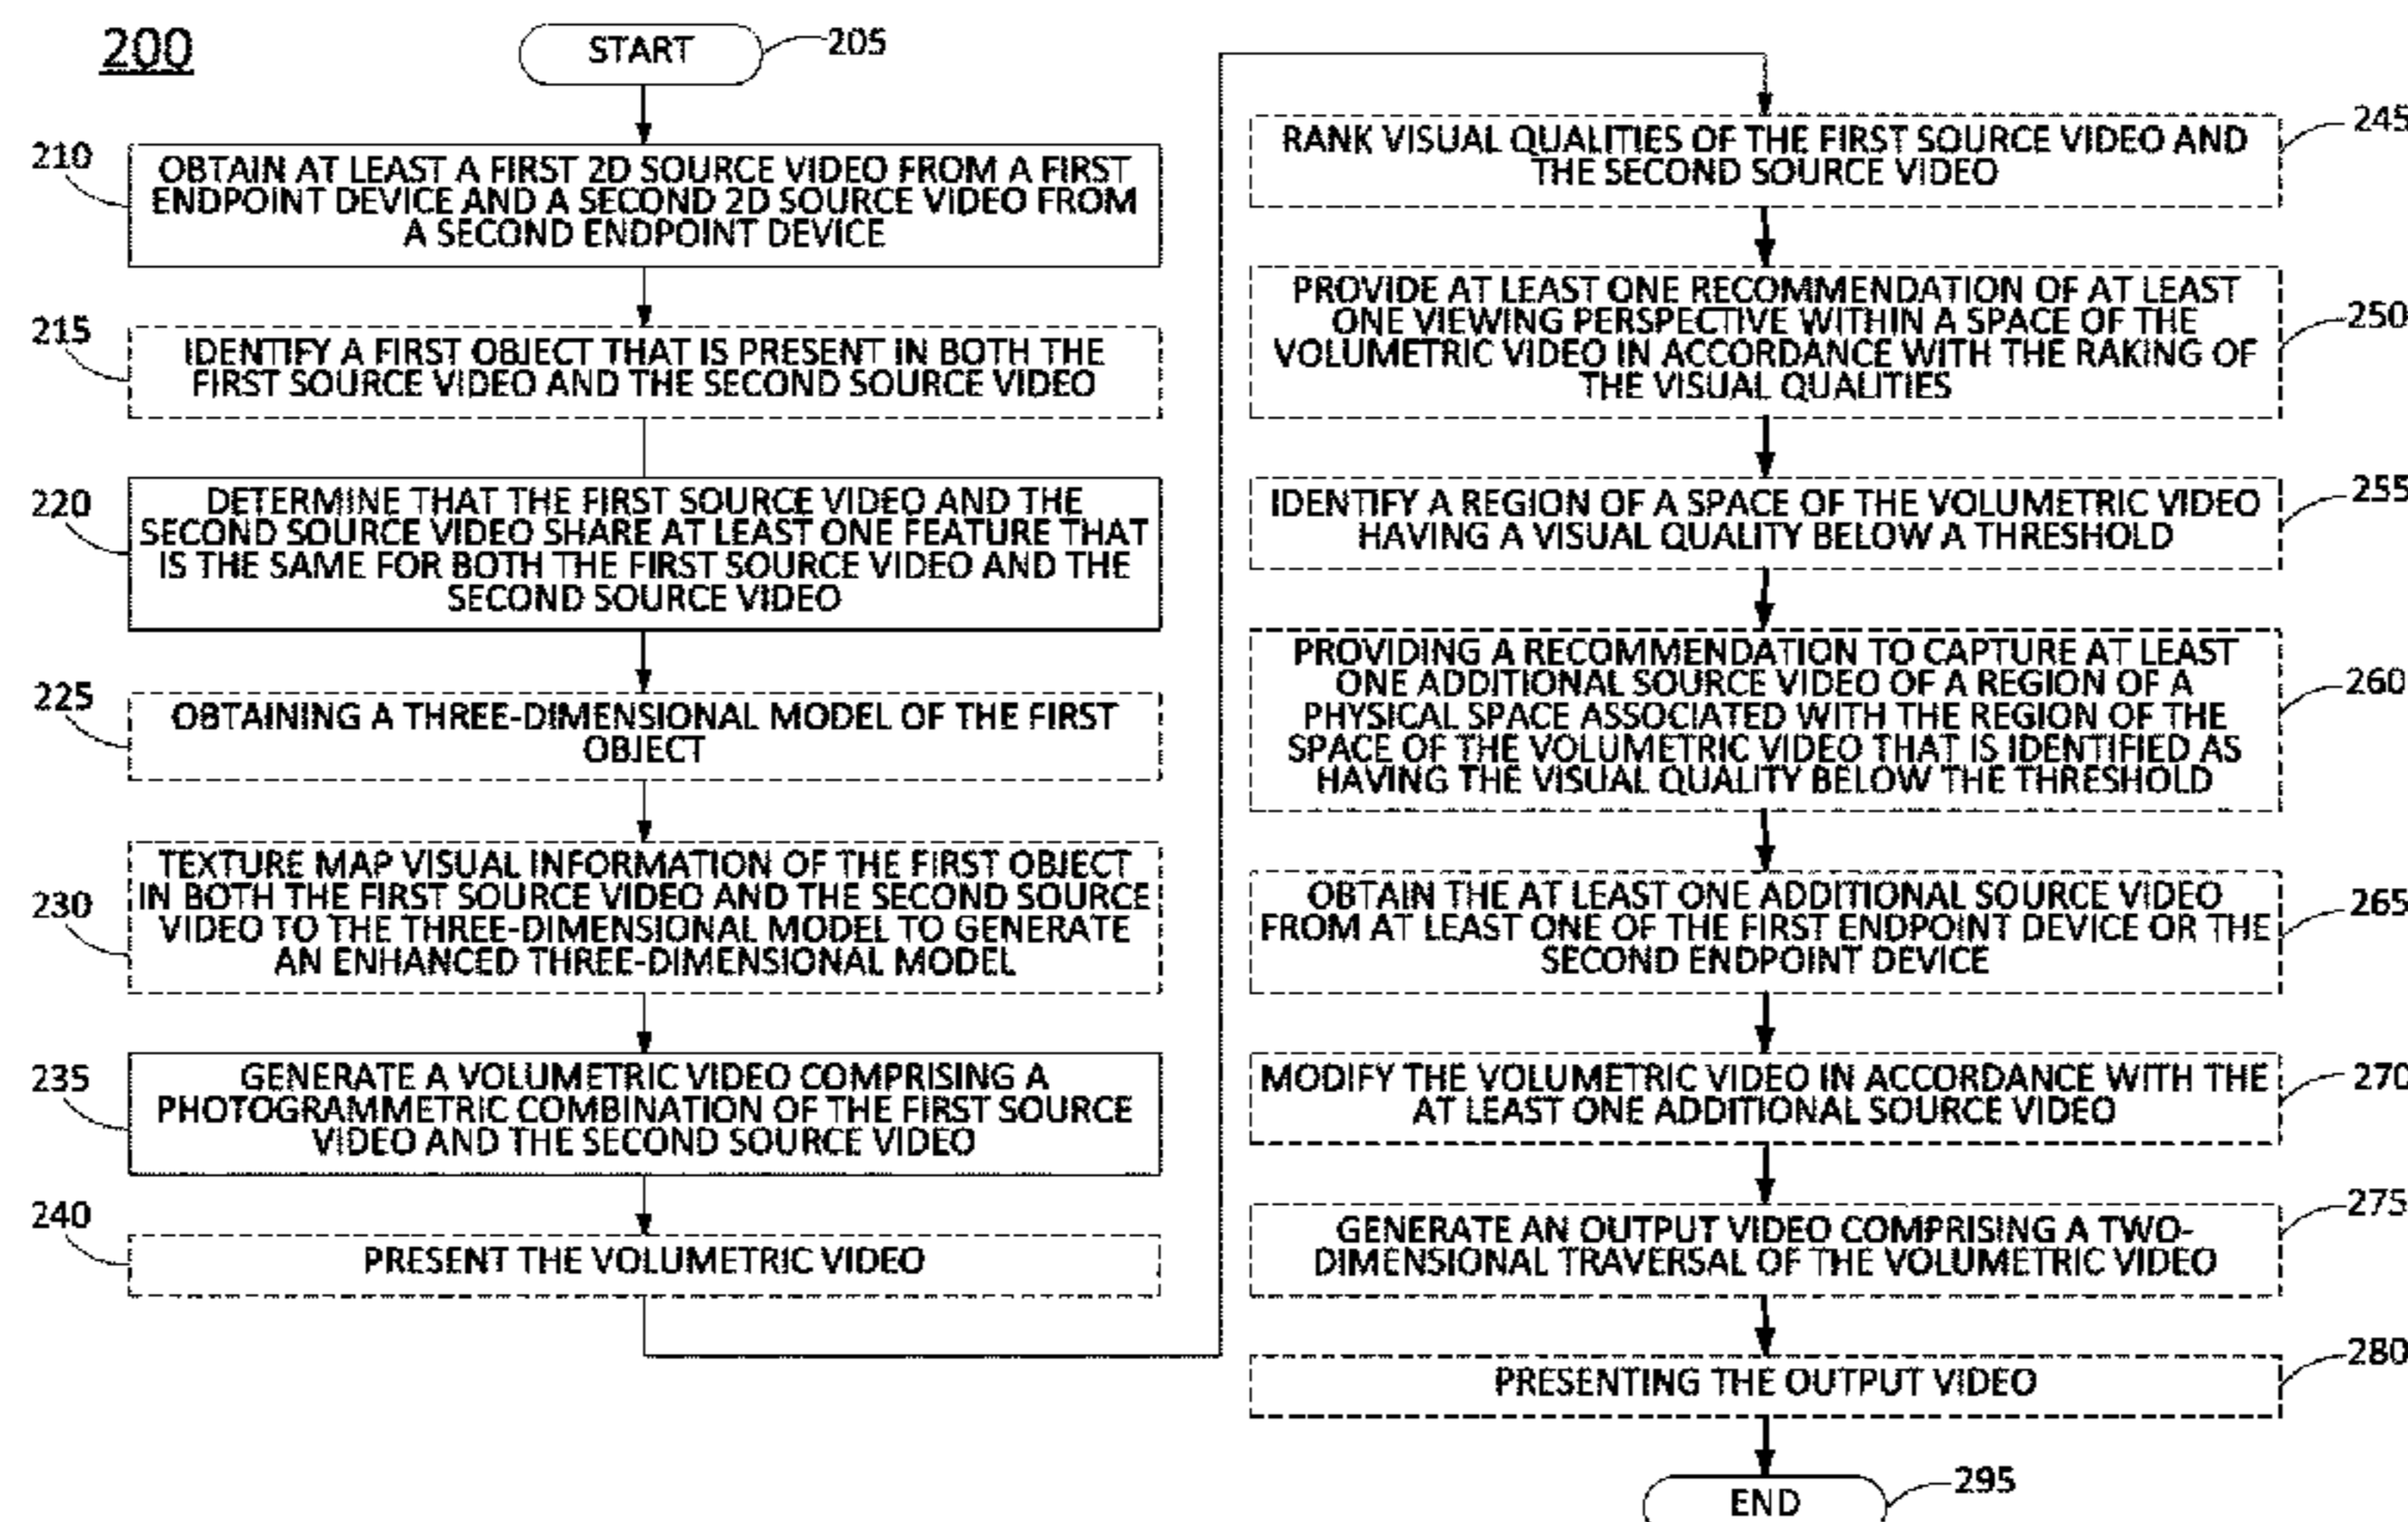 200
START
205
210
OBTAIN AT LEAST A FIRST 2D SOURCE VIDEO FROM A FIRST
ENDPOINT DEVICE AND A SECOND 2D SOURCE VIDEO FROM
A SECOND ENDPOINT DEVICE
215
IDENTIFY A FIRST OBJECT THAT IS PRESENT IN BOTH THE
FIRST SOURCE VIDEO AND THE SECOND SOURCE VIDEO
220
DETERMINE THAT THE FIRST SOURCE VIDEO AND THE
SECOND SOURCE VIDEO SHARE AT LEAST ONE FEATURE THAT
IS THE SAME FOR BOTH THE FIRST SOURCE VIDEO AND THE
SECOND SOURCE VIDEO
225
OBTAINING A THREE-DIMENSIONAL MODEL OF THE FIRST
OBJECT
230
TEXTURE MAP VISUAL INFORMATION OF THE FIRST OBJECT
IN BOTH THE FIRST SOURCE VIDEO AND THE SECOND SOURCE
VIDEO TO THE THREE-DIMENSIONAL MODEL TO GENERATE
AN ENHANCED THREE-DIMENSIONAL MODEL
235
GENERATE A VOLUMETRIC VIDEO COMPRISING A
PHOTOGRAMMETRIC COMBINATION OF THE FIRST SOURCE
VIDEO AND THE SECOND SOURCE VIDEO
240
PRESENT THE VOLUMETRIC VIDEO
245
RANK VISUAL QUALITIES OF THE FIRST SOURCE VIDEO AND
THE SECOND SOURCE VIDEO
250
PROVIDE AT LEAST ONE RECOMMENDATION OF AT LEAST
ONE VIEWING PERSPECTIVE WITHIN A SPACE OF THE
VOLUMETRIC VIDEO IN ACCORDANCE WITH THE RAKING OF
THE VISUAL QUALITIES
255
IDENTIFY A REGION OF A SPACE OF THE VOLUMETRIC VIDEO
HAVING A VISUAL QUALITY BELOW A THRESHOLD
260
PROVIDING A RECOMMENDATION TO CAPTURE AT LEAST
ONE ADDITIONAL SOURCE VIDEO OF A REGION OF A
PHYSICAL SPACE ASSOCIATED WITH THE REGION OF THE
SPACE OF THE VOLUMETRIC VIDEO THAT IS IDENTIFIED AS
HAVING THE VISUAL QUALITY BELOW THE THRESHOLD
265
OBTAIN THE AT LEAST ONE ADDITIONAL SOURCE VIDEO
FROM AT LEAST ONE OF THE FIRST ENDPOINT DEVICE OR THE
SECOND ENDPOINT DEVICE
270
MODIFY THE VOLUMETRIC VIDEO IN ACCORDANCE WITH THE
AT LEAST ONE ADDITIONAL SOURCE VIDEO
275
GENERATE AN OUTPUT VIDEO COMPRISING A TWO-
DIMENSIONAL TRAVERSAL OF THE VOLUMETRIC VIDEO
280
PRESENTING THE OUTPUT VIDEO
295
END